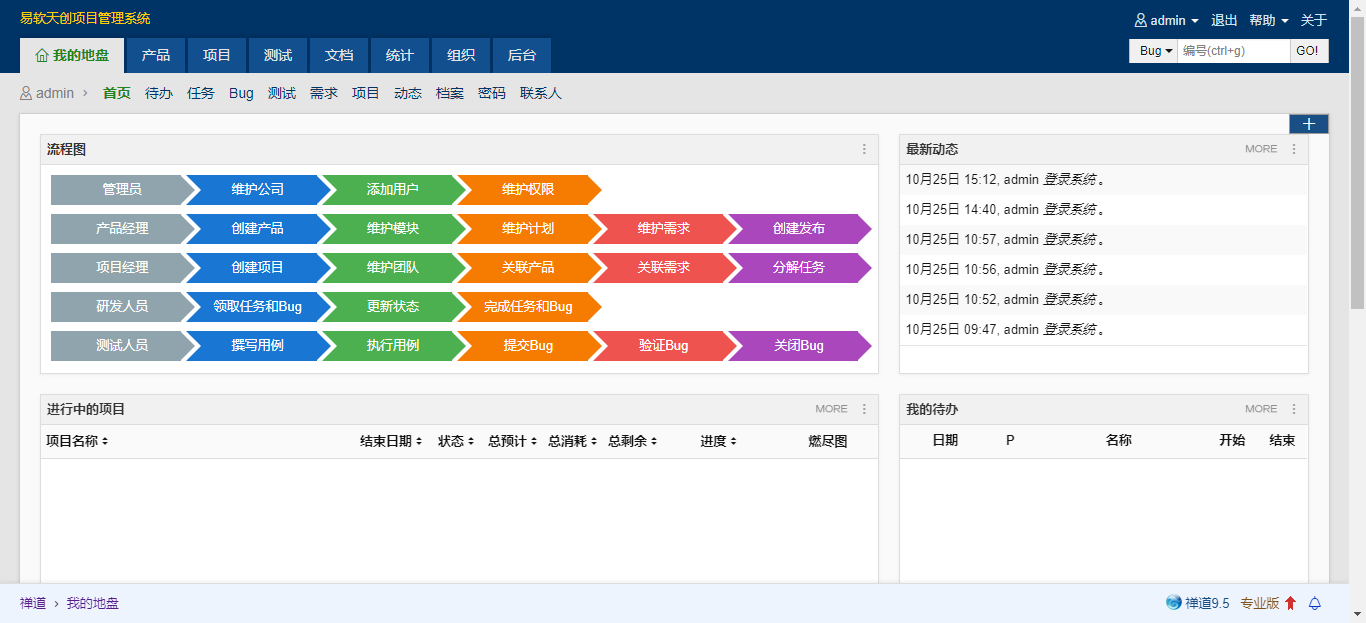 易软天创项目管理系统
admin 退出 帮助 关于
我的地盘 产品 项目 测试 文档 统计 组织 后台
Bug 编号(ctrl+g) GO!
admin › 首页 待办 任务 Bug 测试 需求 项目 动态 档案 密码 联系人
流程图
管理员 维护公司 添加用户 维护权限
产品经理 创建产品 维护模块 维护计划 维护需求 创建发布
项目经理 创建项目 维护团队 关联产品 关联需求 分解任务
研发人员 领取任务和Bug 更新状态 完成任务和Bug
测试人员 撰写用例 执行用例 提交Bug 验证Bug 关闭Bug
最新动态 MORE
10月25日 15:12, admin 登录系统 。
10月25日 14:40, admin 登录系统 。
10月25日 10:57, admin 登录系统 。
10月25日 10:56, admin 登录系统 。
10月25日 10:52, admin 登录系统 。
10月25日 09:47, admin 登录系统 。
进行中的项目 MORE
项目名称 结束日期 状态 总预计 总消耗 总剩余 进度 燃尽图
我的待办 MORE
日期 P 名称 开始 结束
禅道 › 我的地盘
禅道9.5 专业版